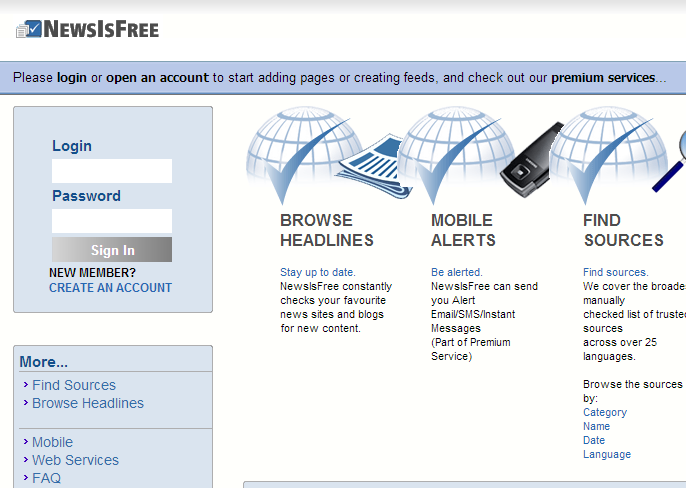 NEWSISFREE
Please login or open an account to start adding pages or creating feeds, and check out our premium services...
Login
Password
Sign In
NEW MEMBER?
CREATE AN ACCOUNT
More...
Find Sources
Browse Headlines
Mobile
Web Services
FAQ
BROWSE
HEADLINES
Stay up to date.
NewsIsFree constantly
checks your favourite
news sites and blogs
for new content.
MOBILE
ALERTS
Be alerted.
NewsIsFree can send
you Alert
Email/SMS/Instant
Messages
(Part of Premium
Service)
FIND
SOURCES
Find sources.
We cover the broades
manually
checked list of truste
sources
across over 25
languages.
Browse the sources
by:
Category
Name
Date
Language